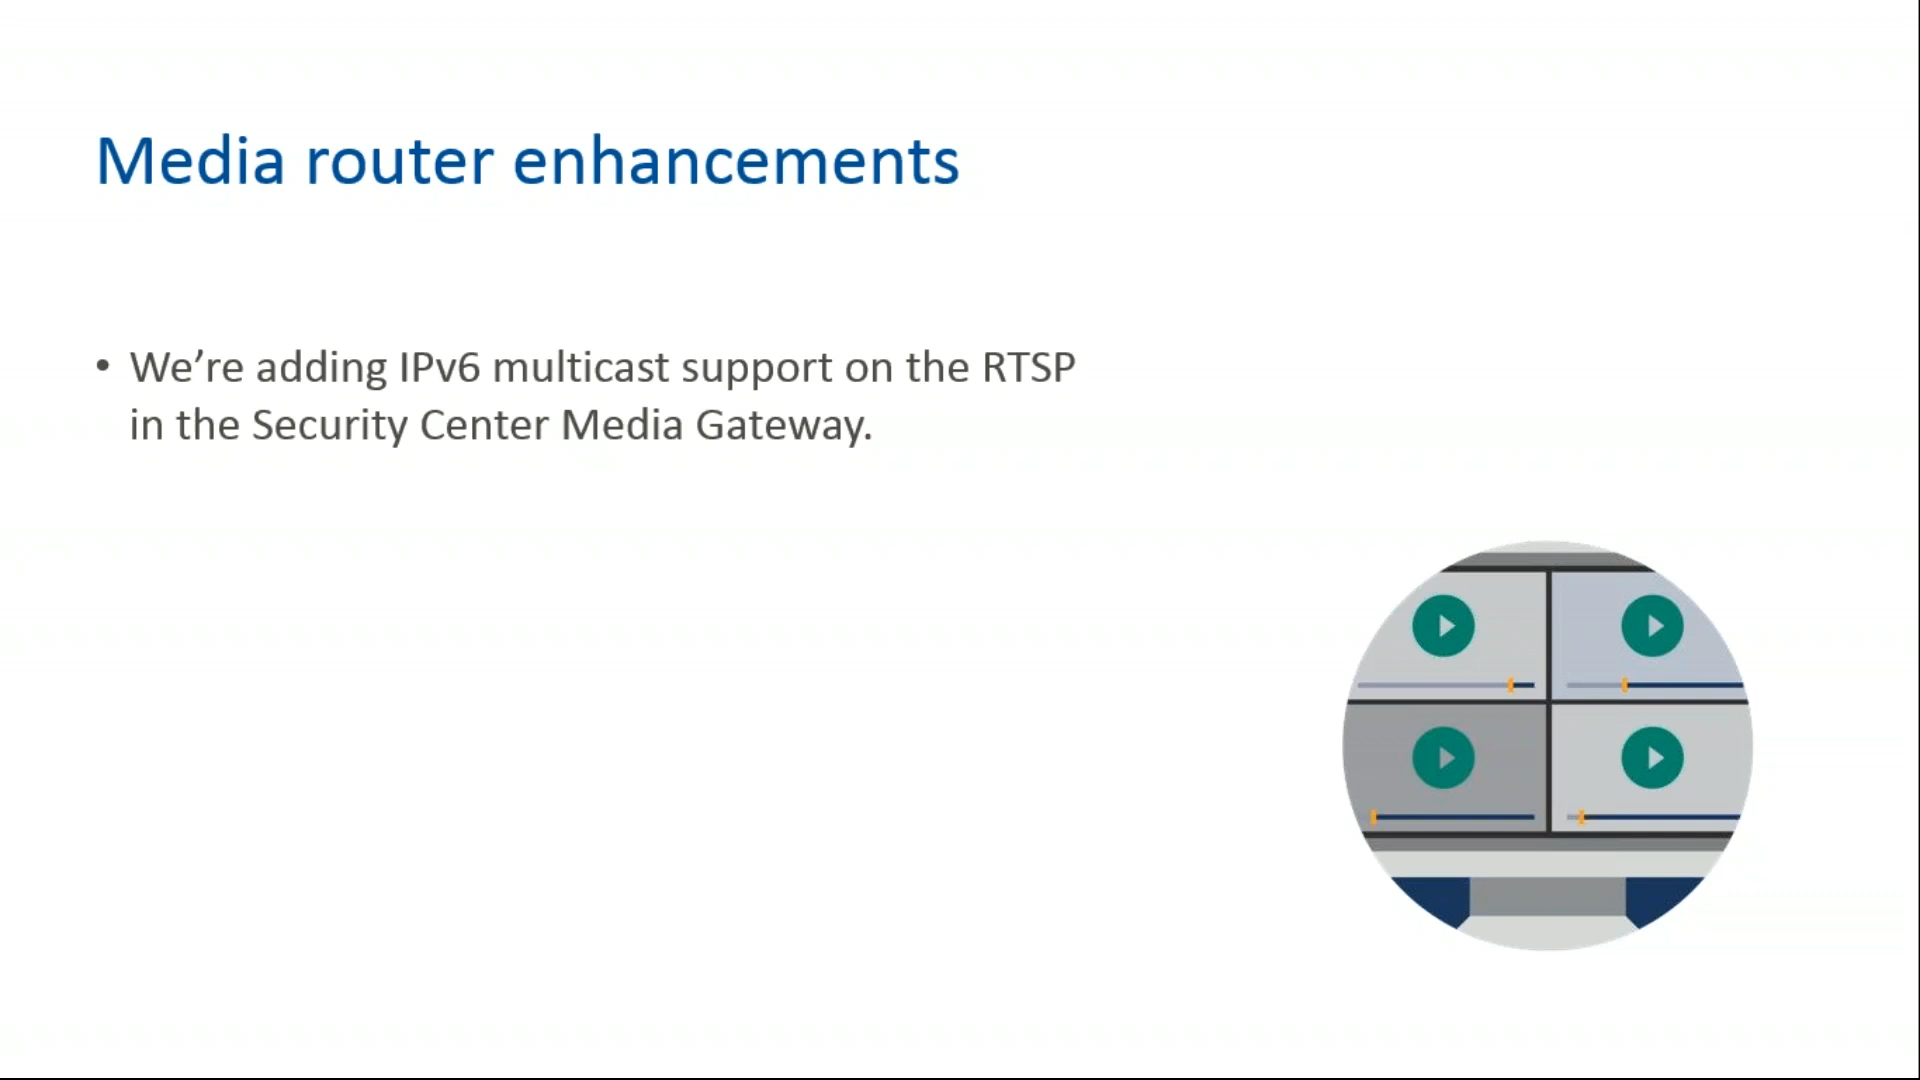 Media router enhancements
• We’re adding IPv6 multicast support on the RTSP
in the Security Center Media Gateway.